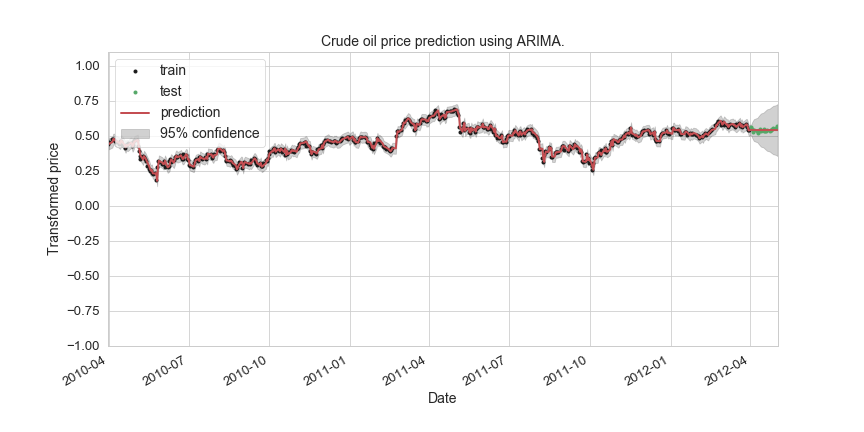 Crude oil price prediction using ARIMA.
1.00
0.75
0.50
0.25
0.00
−0.25
−0.50
−0.75
−1.00
Transformed price
train
test
prediction
95% confidence
2010-04
2010-07
2010-10
2011-01
2011-04
2011-07
2011-10
2012-01
2012-04
Date